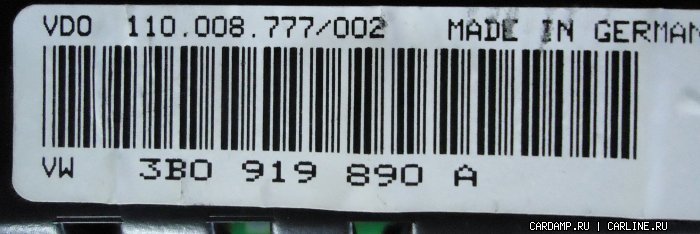 VDO 110.008.777/002 MADE IN GERMAN
VW 3B0 919 890 A
CARDAMP.RU | CARLINE.RU